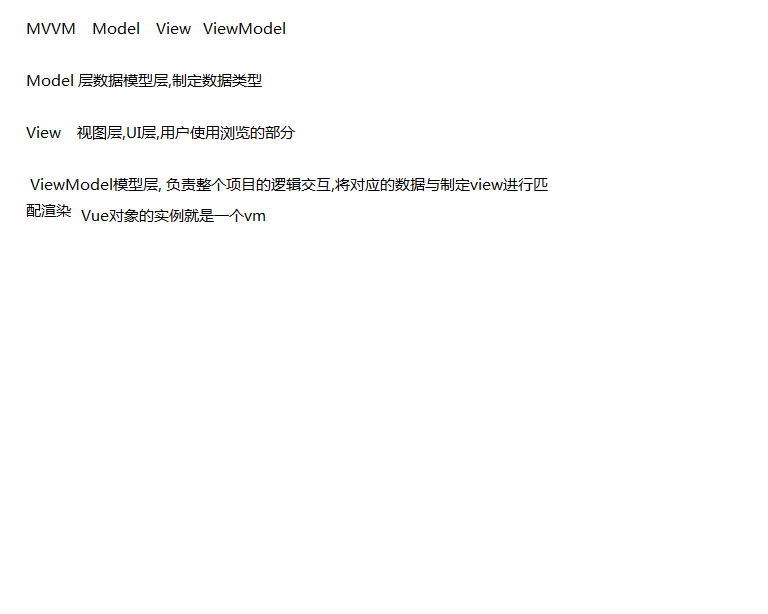 MVVM Model View ViewModel
Model 层数据模型层,制定数据类型
View 视图层,UI层,用户使用浏览的部分
ViewModel模型层, 负责整个项目的逻辑交互,将对应的数据与制定view进行匹
配渲染 Vue对象的实例就是一个vm